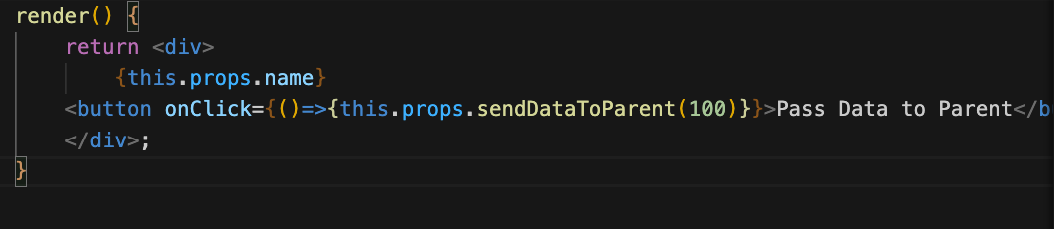 render() {
return <div>
{this.props.name}
<button onClick={()=>{this.props.sendDataToParent(100)}}>Pass Data to Parent</b
</div>;
}